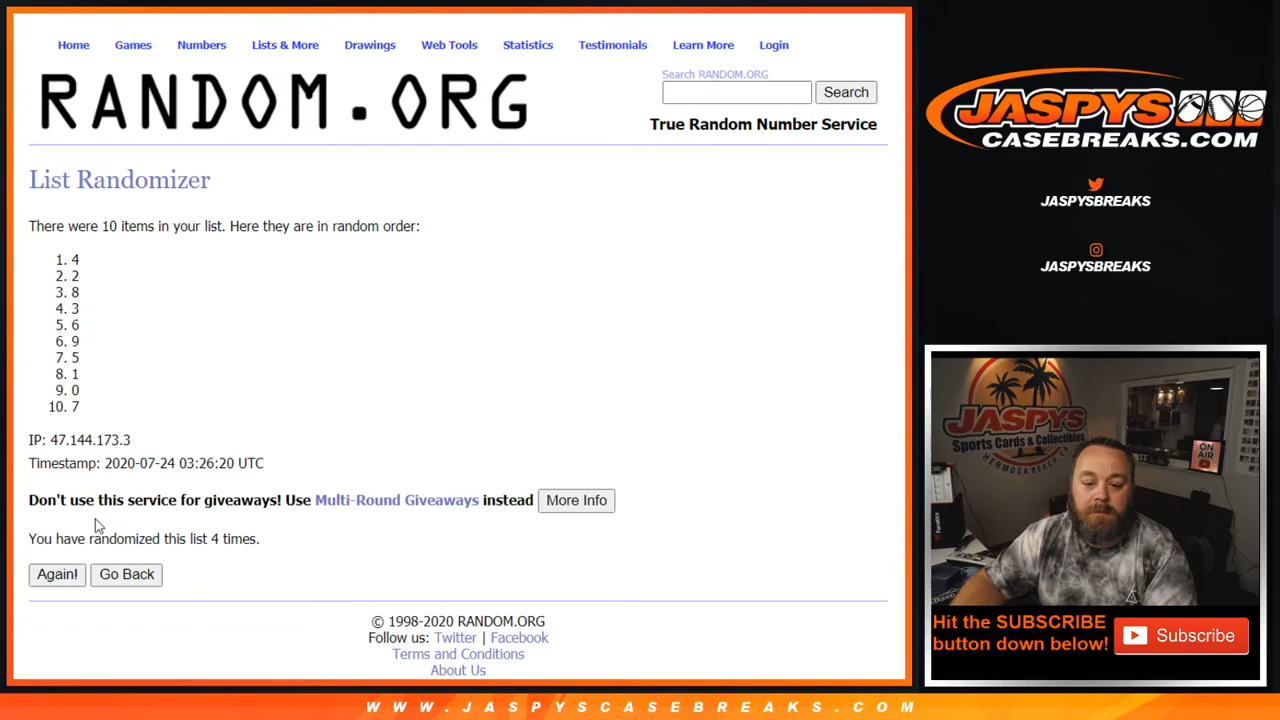 Home Games Numbers Lists & More Drawings Web Tools Statistics Testimonials Learn More Login
RANDOM.ORG
Search RANDOM.ORG
Search
True Random Number Service
List Randomizer
There were 10 items in your list. Here they are in random order:
1. 4
2. 2
3. 8
4. 3
5. 6
6. 9
7. 5
8. 1
9. 0
10. 7
IP: 47.144.173.3
Timestamp: 2020-07-24 03:26:20 UTC
Don't use this service for giveaways! Use Multi-Round Giveaways instead More Info
You have randomized this list 4 times.
Again! Go Back
© 1998-2020 RANDOM.ORG
Follow us: Twitter | Facebook
Terms and Conditions
About Us
JASPYS
CASEBREAKS.COM
JASPYSBREAKS
JASPYSBREAKS
JASPYS
Sports Cards & Collectibles
HERMOSA BEACH, CA
ON
AIR
Fanatics
Hit the SUBSCRIBE
button down below!
Subscribe
WWW.JASPYSCASEBREAKS.COM